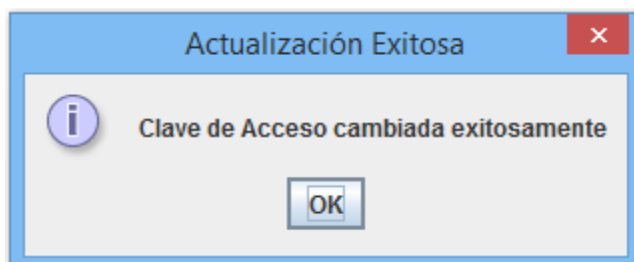 Actualización Exitosa
Clave de Acceso cambiada exitosamente
OK